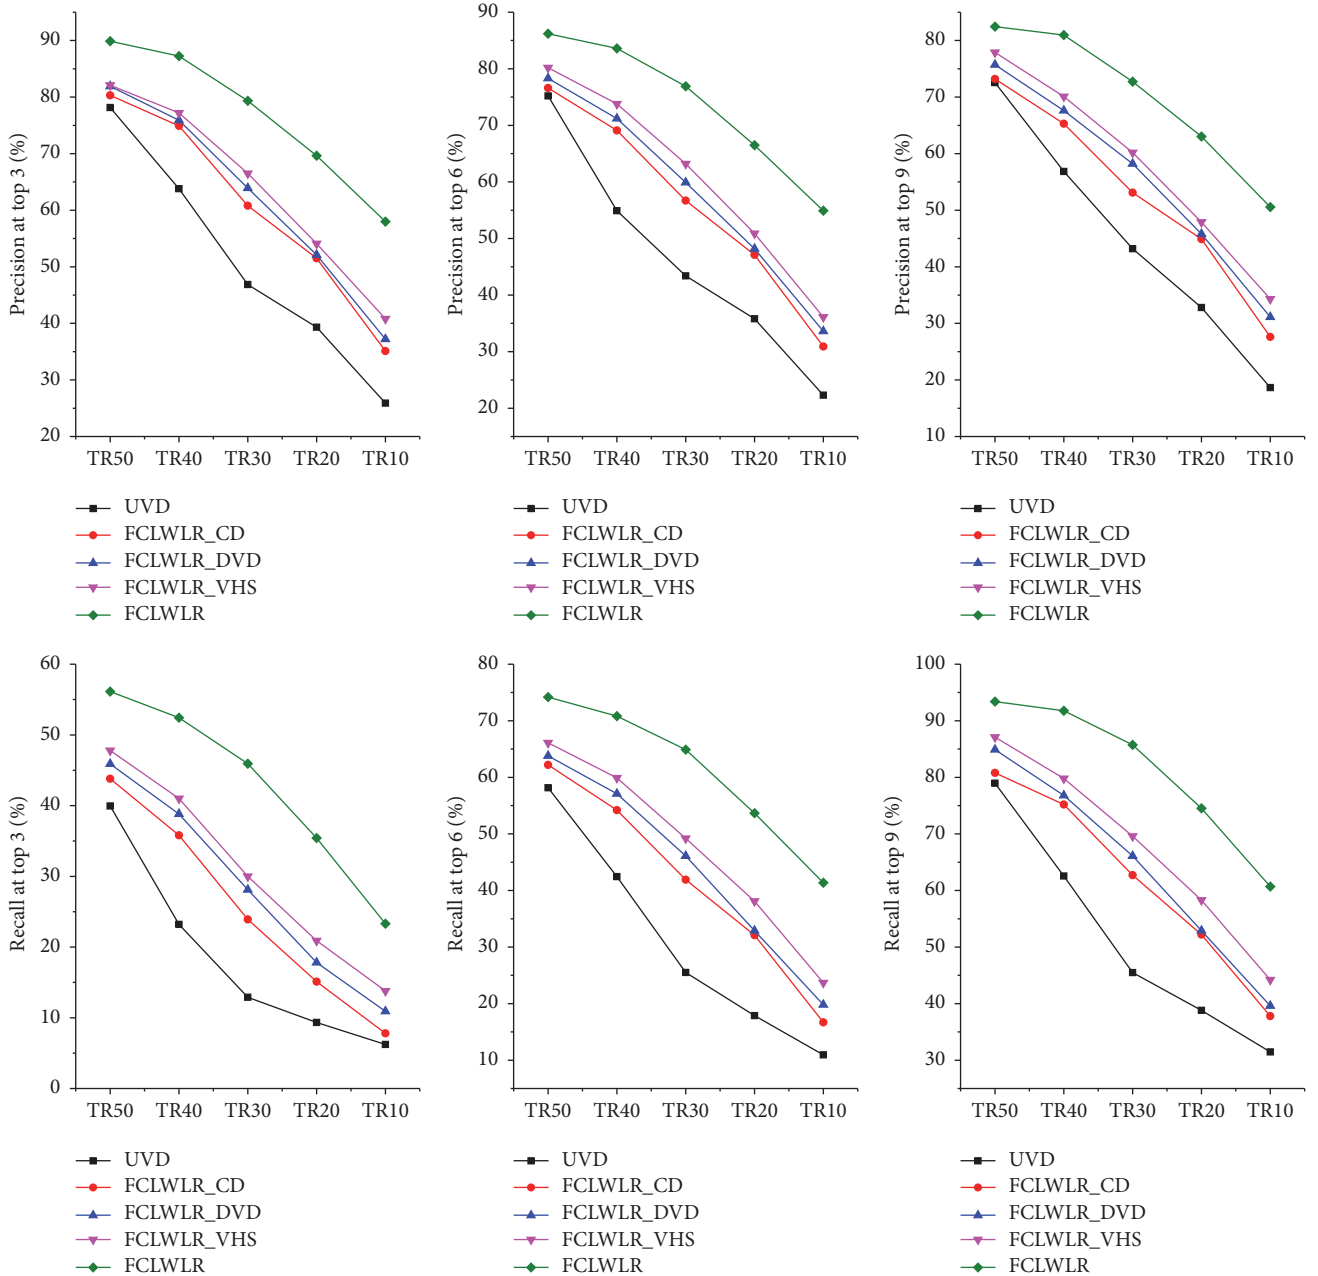 Precision at top 3 (%)
90
80
70
60
50
40
30
20
TR50 TR40 TR30 TR20 TR10
UVD
FCLWLR_CD
FCLWLR_DVD
FCLWLR_VHS
FCLWLR
Precision at top 6 (%)
90
80
70
60
50
40
30
20
TR50 TR40 TR30 TR20 TR10
UVD
FCLWLR_CD
FCLWLR_DVD
FCLWLR_VHS
FCLWLR
Precision at top 9 (%)
80
70
60
50
40
30
20
10
TR50 TR40 TR30 TR20 TR10
UVD
FCLWLR_CD
FCLWLR_DVD
FCLWLR_VHS
FCLWLR
Recall at top 3 (%)
60
50
40
30
20
10
0
TR50 TR40 TR30 TR20 TR10
UVD
FCLWLR_CD
FCLWLR_DVD
FCLWLR_VHS
FCLWLR
Recall at top 6 (%)
80
70
60
50
40
30
20
10
TR50 TR40 TR30 TR20 TR10
UVD
FCLWLR_CD
FCLWLR_DVD
FCLWLR_VHS
FCLWLR
Recall at top 9 (%)
100
90
80
70
60
50
40
30
TR50 TR40 TR30 TR20 TR10
UVD
FCLWLR_CD
FCLWLR_DVD
FCLWLR_VHS
FCLWLR